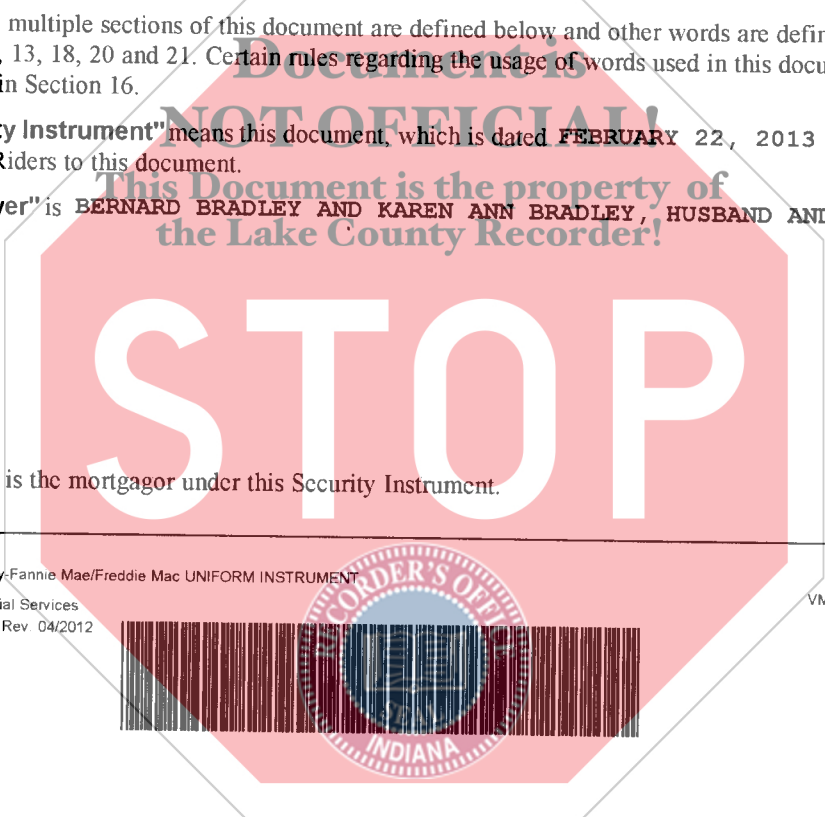 multiple sections of this document are defined below and other words are defin
, 13, 18, 20 and 21. Certain rules regarding the usage of words used in this docu
in Section 16.
Document is
NOT OFFICIAL!
This Document is the property of
the Lake County Recorder!
ty Instrument" means this document, which is dated FEBRUARY 22, 2013
Riders to this document.
ver" is BERNARD BRADLEY AND KAREN ANN BRADLEY, HUSBAND AND
STOP
is the mortgagor under this Security Instrument.
y-Fannie Mae/Freddie Mac UNIFORM INSTRUMENT
ial Services
VM
Rev 04/2012
RECORDER'S OFFICE
SEAL
INDIANA